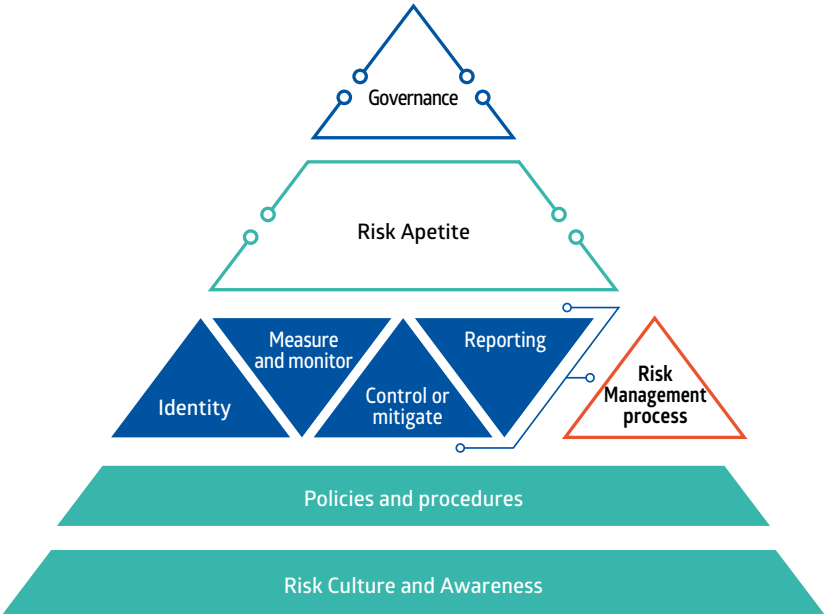 Governance
Risk Apetite
Measure
and monitor
Reporting
Identity
Control or
mitigate
Risk
Management
process
Policies and procedures
Risk Culture and Awareness